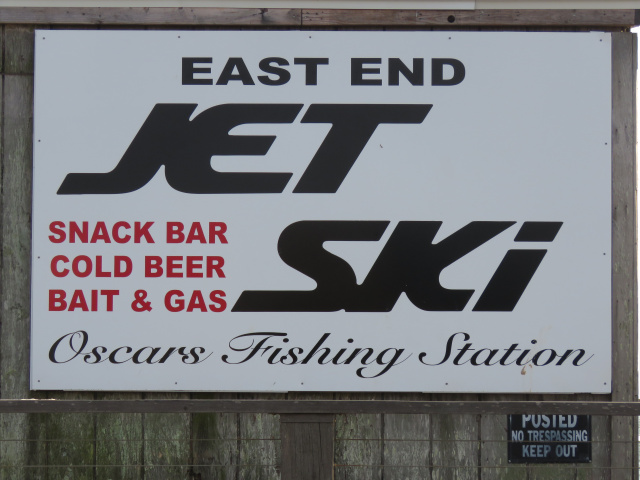 EAST END
JET
SKi
SNACK BAR
COLD BEER
BAIT & GAS
Oscars Fishing Station
POSTED
NO TRESPASSING
KEEP OUT